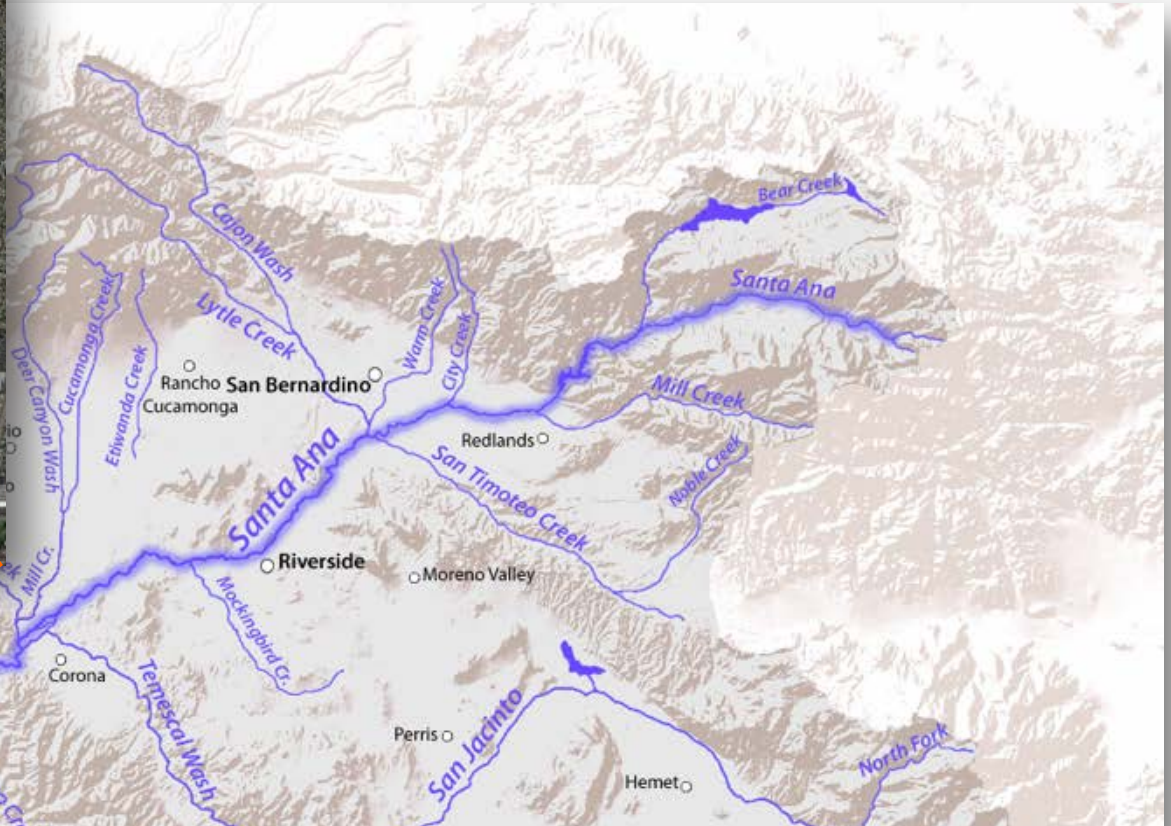 Bear Creek
Santa Ana
Cajon Wash
Lytle Creek
Warm Creek
City Creek
Deer Canyon Wash
Cucamonga Creek
Etiwanda Creek
Rancho
Cucamonga
San Bernardino
Mill Creek
Redlands
Noble Creek
San Timoteo Creek
Santa Ana
Riverside
Moreno Valley
Mill Cr.
Mockingbird Cr.
Corona
Temescal Wash
San Jacinto
Perris
North Fork
Hemet